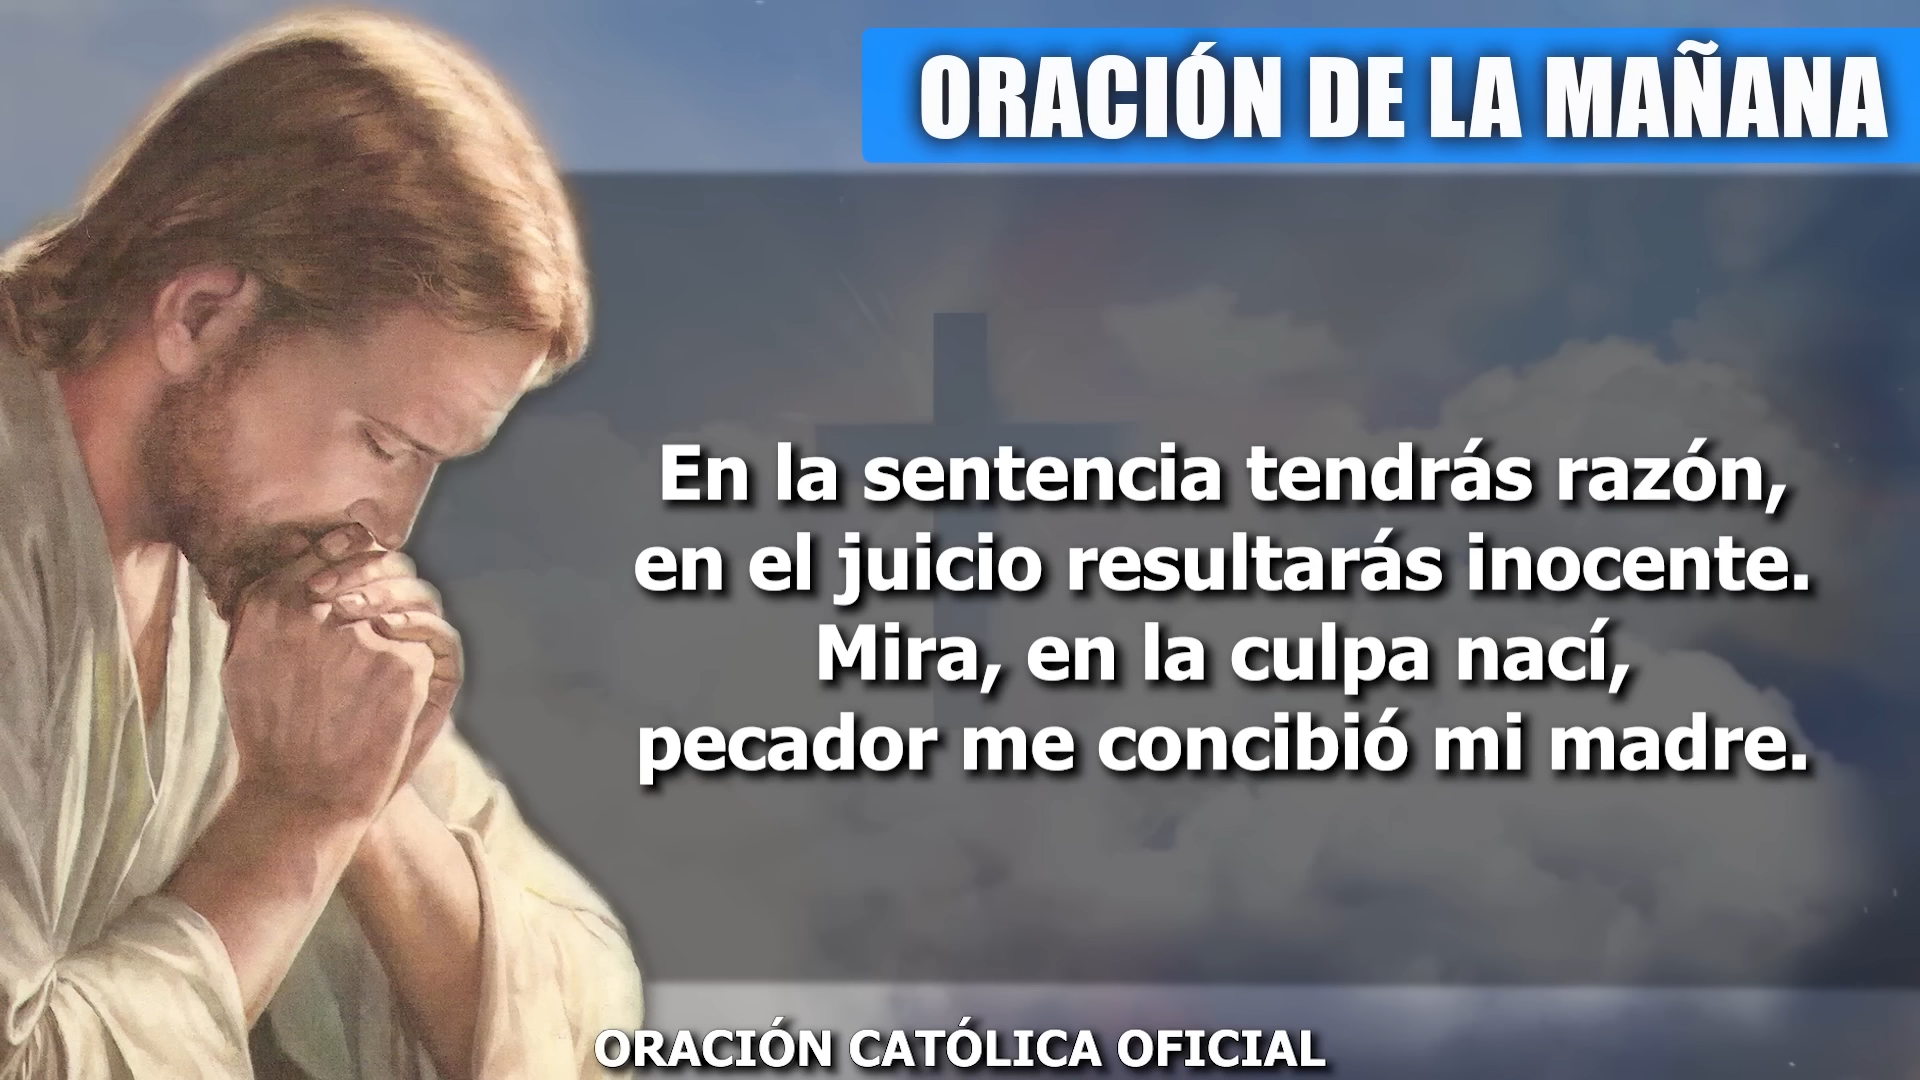 ORACIÓN DE LA MAÑANA
En la sentencia tendrás razón,
en el juicio resultarás inocente.
Mira, en la culpa nací,
pecador me concibió mi madre.
ORACIÓN CATÓLICA OFICIAL